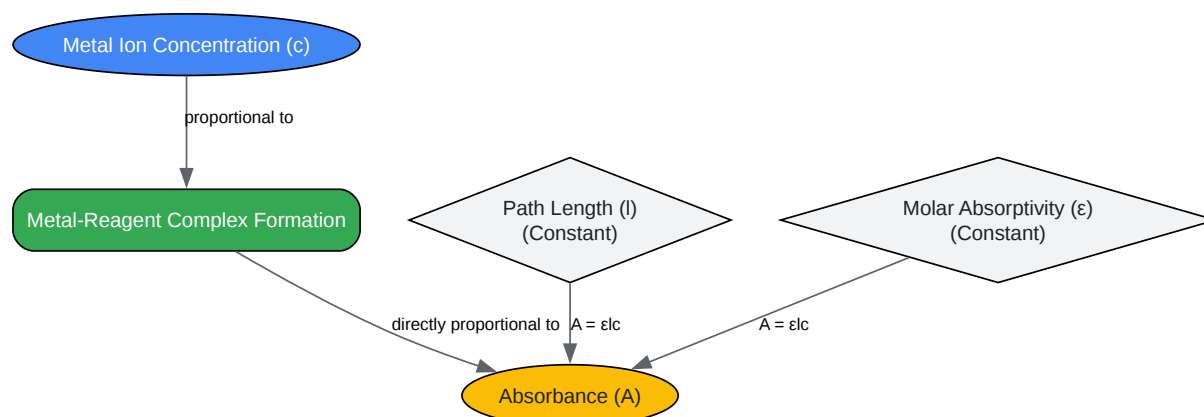 Metal Ion Concentration (c)
proportional to
Metal-Reagent Complex Formation
Path Length (l)
(Constant)
Molar Absorptivity (ε)
(Constant)
directly proportional to
A = εlc
A = εlc
Absorbance (A)